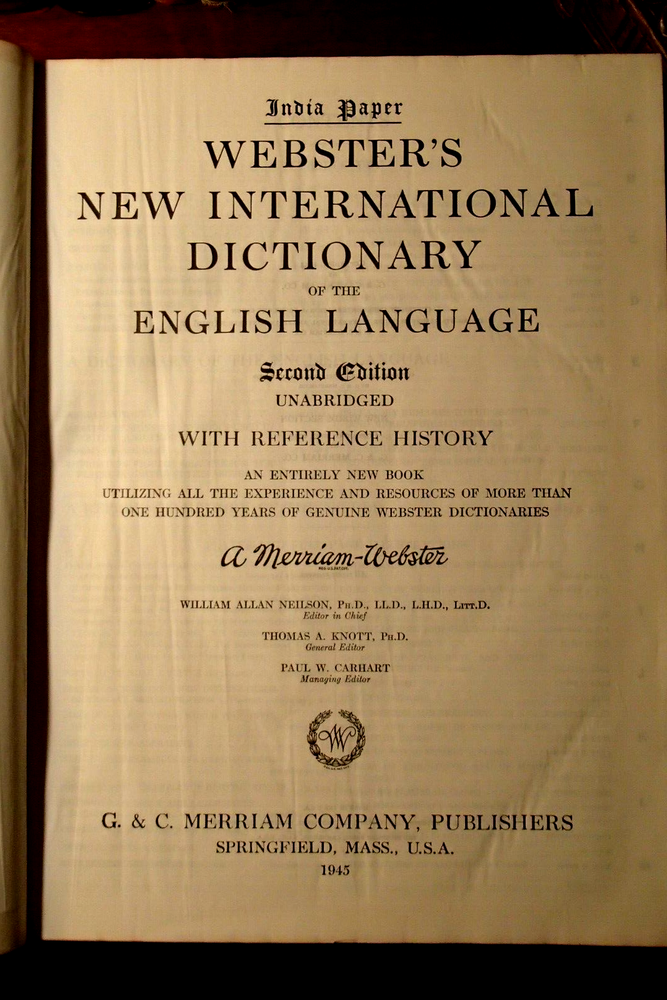 India Paper
WEBSTER'S
NEW INTERNATIONAL
DICTIONARY
OF THE
ENGLISH LANGUAGE
Second Edition
UNABRIDGED
WITH REFERENCE HISTORY
AN ENTIRELY NEW BOOK
UTILIZING ALL THE EXPERIENCE AND RESOURCES OF MORE THAN
ONE HUNDRED YEARS OF GENUINE WEBSTER DICTIONARIES
A Merriam-Webster
REG. U.S. PAT. OFF.
WILLIAM ALLAN NEILSON, PH.D., LL.D., L.H.D., LITT.D.
Editor in Chief
THOMAS A. KNOTT, PH.D.
General Editor
PAUL W. CARHART
Managing Editor
W
G. & C. MERRIAM COMPANY, PUBLISHERS
SPRINGFIELD, MASS., U.S.A.
1945